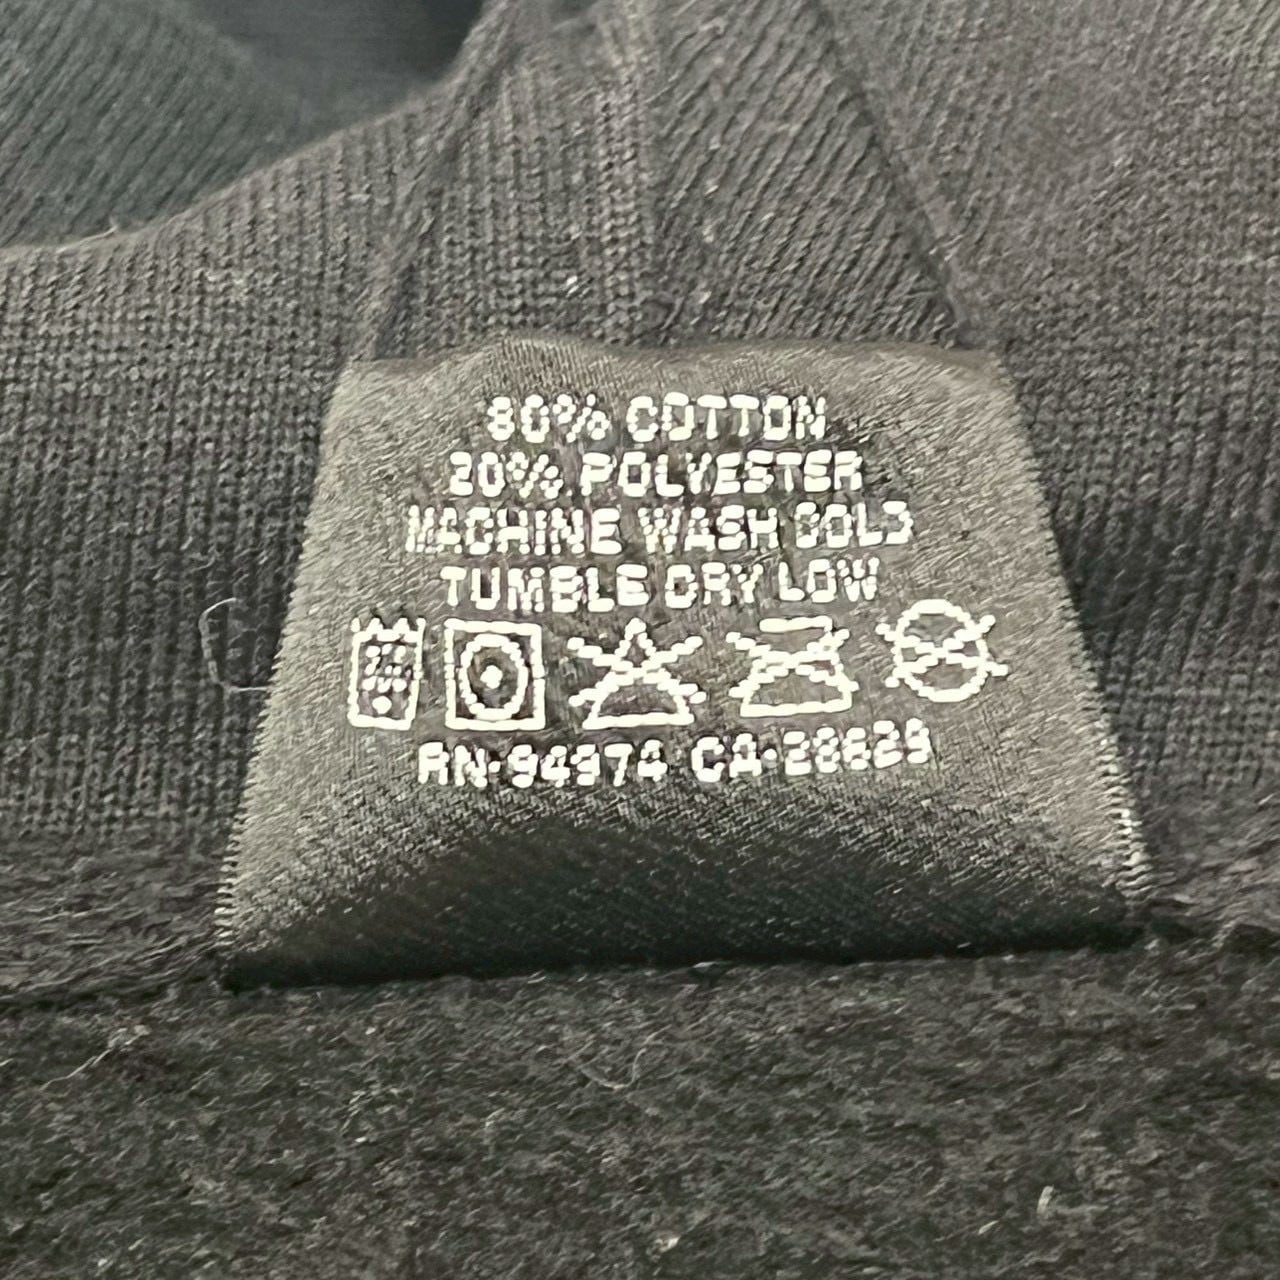 80% COTTON
20% POLYESTER
MACHINE WASH COLD
TUMBLE DRY LOW
RN·94974 CA·28629